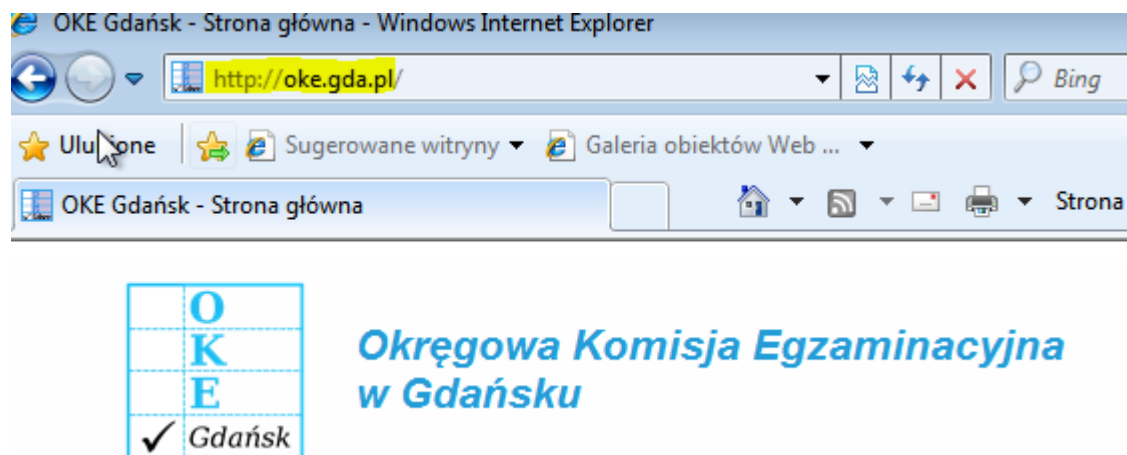 OKE Gdańsk - Strona główna - Windows Internet Explorer
http://oke.gda.pl/
Bing
Ulubione
Sugerowane witryny
Galeria obiektów Web ...
OKE Gdańsk - Strona główna
Strona
O
K
E
Gdańsk
Okręgowa Komisja Egzaminacyjna
w Gdańsku